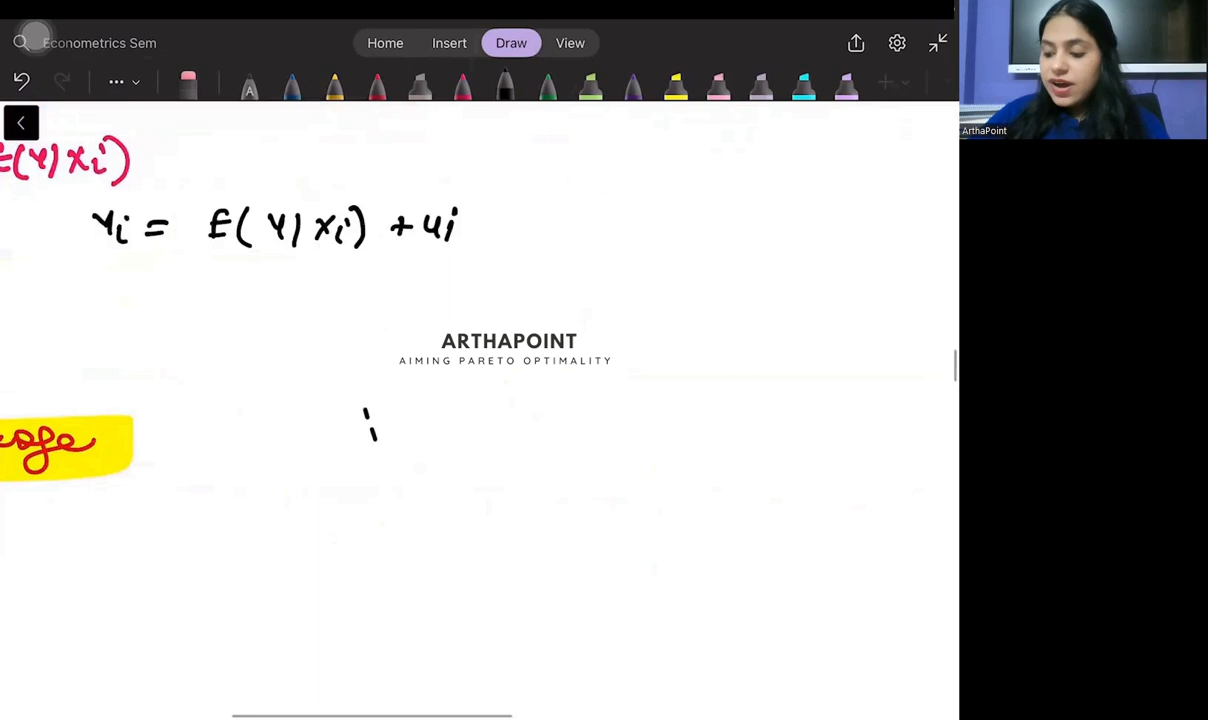 Econometrics Sem
Home Insert Draw View
A
ArthaPoint
E(Y|Xi)
Yi = E(Y|Xi) + ui
ARTHAPOINT
AIMING PARETO OPTIMALITY